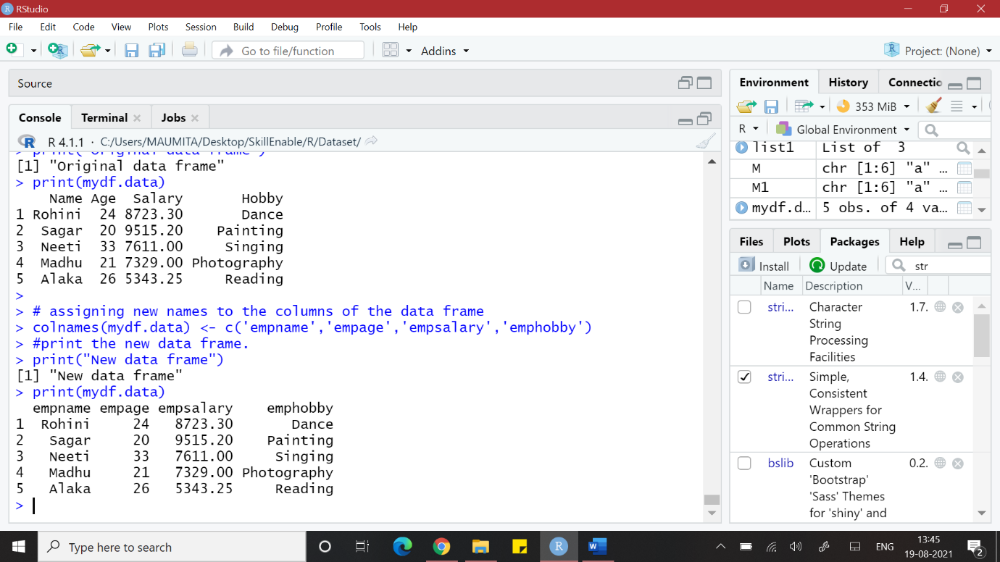 RStudio
File Edit Code View Plots Session Build Debug Profile Tools Help
Go to file/function Addins Project: (None)
Source
Console Terminal Jobs
R 4.1.1 · C:/Users/MAUMITA/Desktop/SkillEnable/R/Dataset/
> print("Original data frame")
[1] "Original data frame"
> print(mydf.data)
Name Age Salary Hobby
1 Rohini 24 8723.30 Dance
2 Sagar 20 9515.20 Painting
3 Neeti 33 7611.00 Singing
4 Madhu 21 7329.00 Photography
5 Alaka 26 5343.25 Reading
>
> # assigning new names to the columns of the data frame
> colnames(mydf.data) <- c('empname','empage','empsalary','emphobby')
> #print the new data frame.
> print("New data frame")
[1] "New data frame"
> print(mydf.data)
empname empage empsalary emphobby
1 Rohini 24 8723.30 Dance
2 Sagar 20 9515.20 Painting
3 Neeti 33 7611.00 Singing
4 Madhu 21 7329.00 Photography
5 Alaka 26 5343.25 Reading
>
Environment History Connectio
353 MiB
R Global Environment
list1 List of 3
M chr [1:6] "a" ...
M1 chr [1:6] "a" ...
mydf.d... 5 obs. of 4 va...
Files Plots Packages Help
Install Update str
Name Description V...
stri... Character 1.7.
String
Processing
Facilities
stri... Simple, 1.4.
Consistent
Wrappers for
Common String
Operations
bslib Custom 0.2.
'Bootstrap'
'Sass' Themes
for 'shiny' and
Type here to search
ENG
13:45
19-08-2021
2